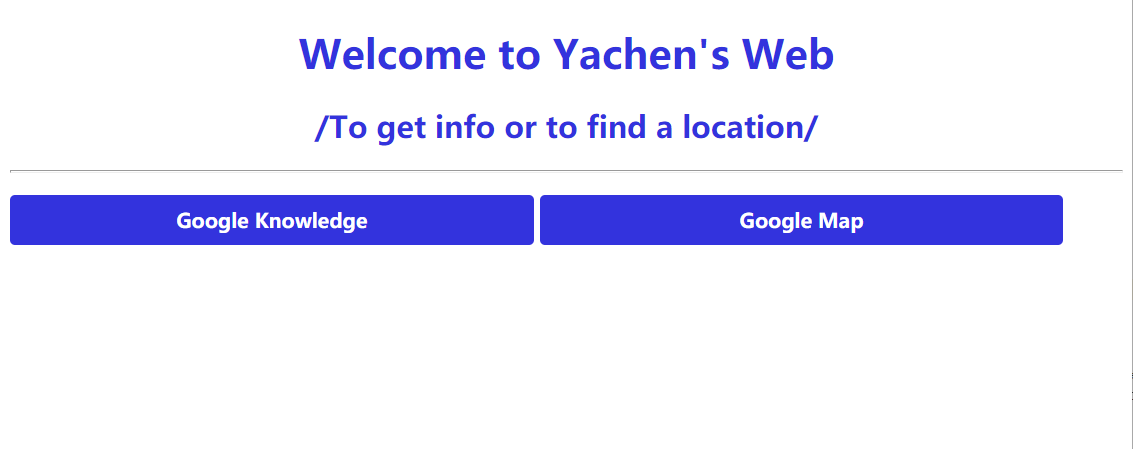 Welcome to Yachen's Web
/To get info or to find a location/
Google Knowledge Google Map